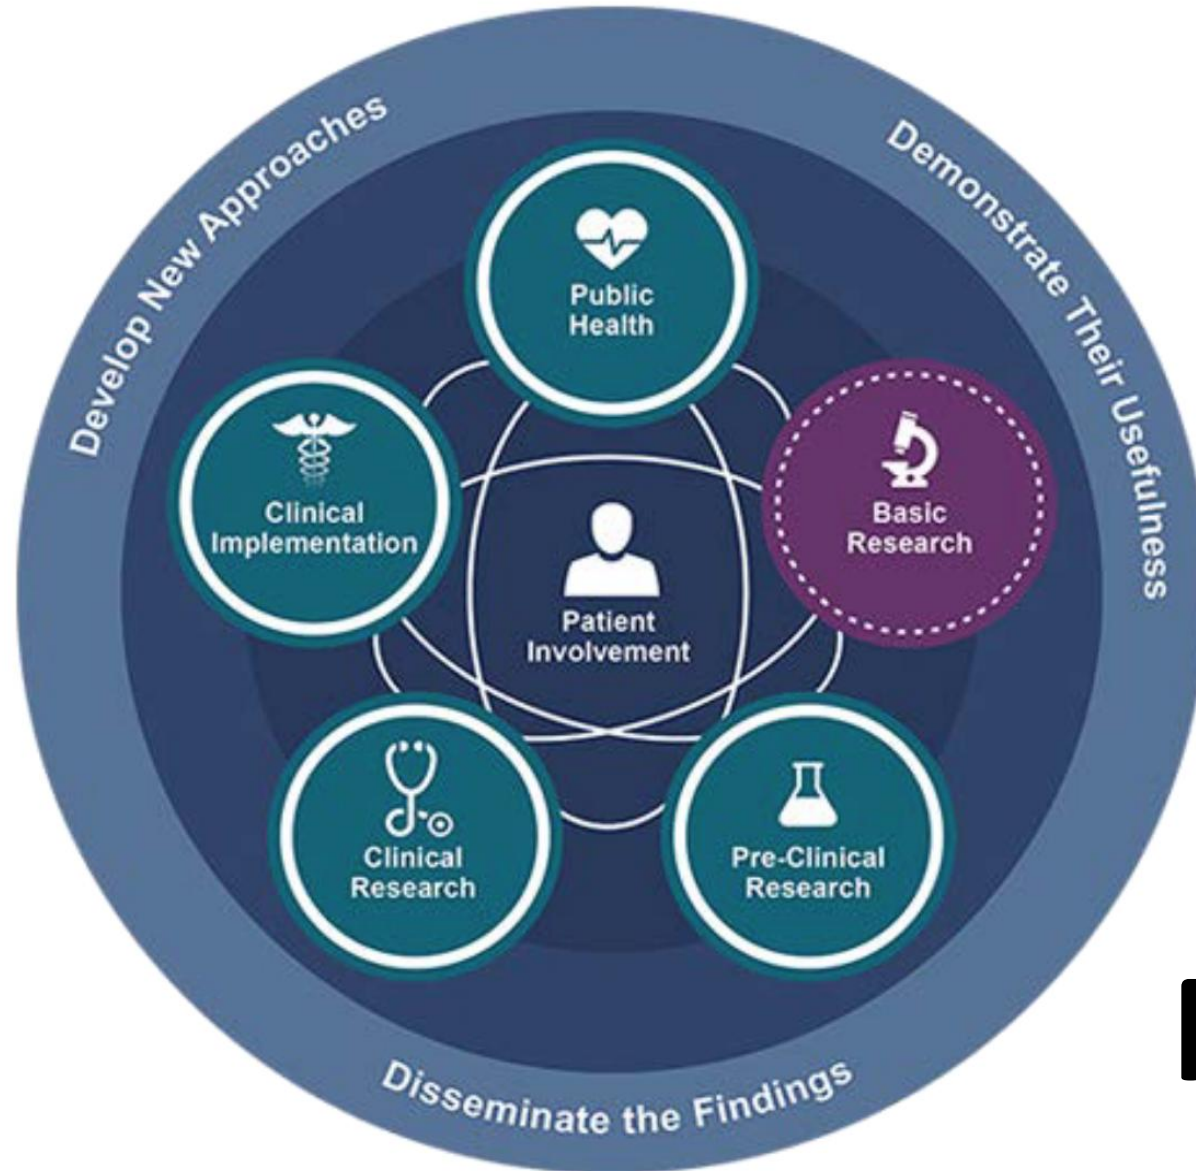 Develop New Approaches
Demonstrate Their Usefulness
Public
Health
Clinical
Implementation
Basic
Research
Patient
Involvement
Clinical
Research
Pre-Clinical
Research
Disseminate the Findings